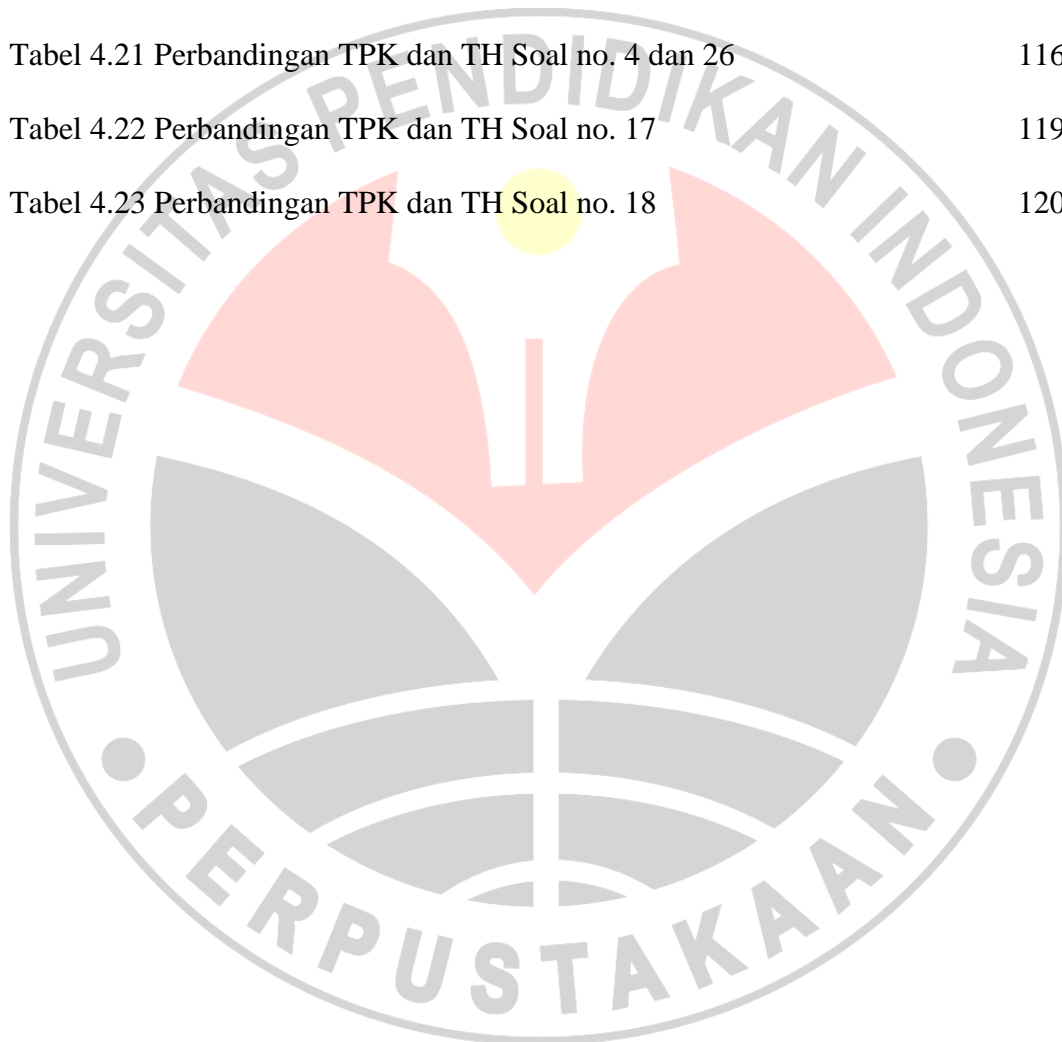 Tabel 4.21 Perbandingan TPK dan TH Soal no. 4 dan 26 116
Tabel 4.22 Perbandingan TPK dan TH Soal no. 17 119
Tabel 4.23 Perbandingan TPK dan TH Soal no. 18 120
UNIVERSITAS PENDIDIKAN INDONESIA
PERPUSTAKAAN